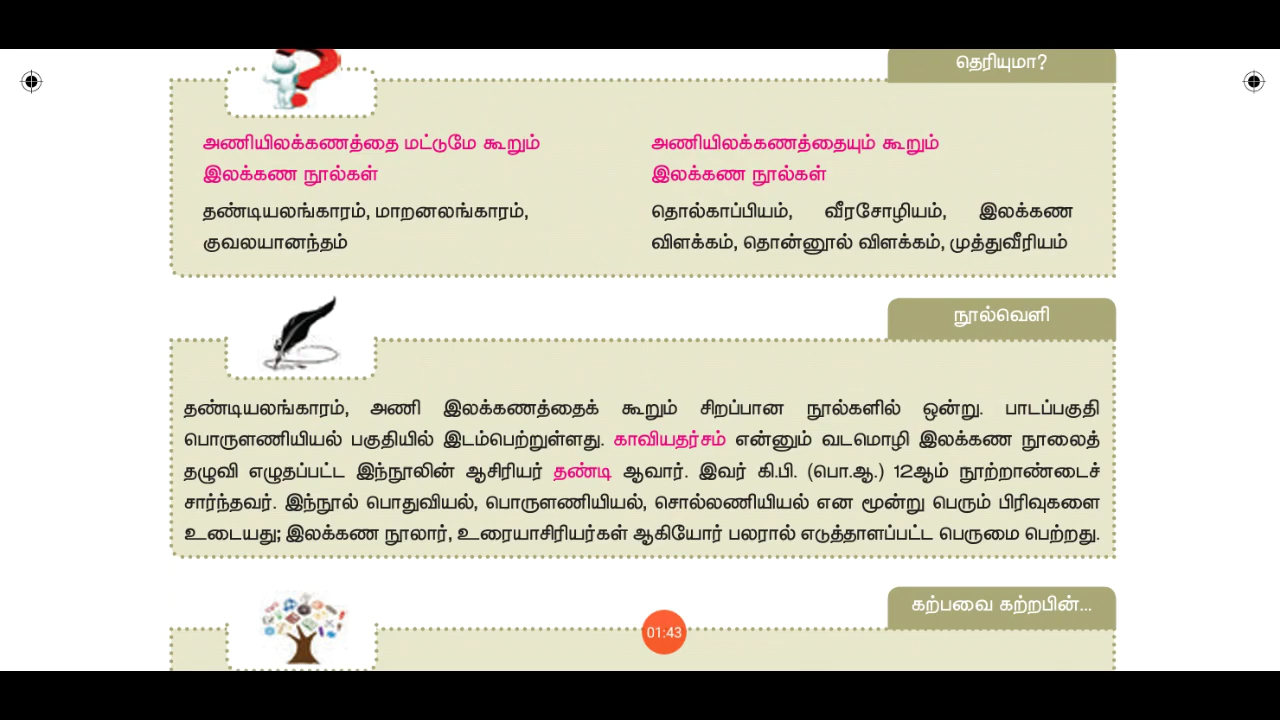 தெரியுமா?
அணியிலக்கணத்தை மட்டுமே கூறும்
இலக்கண நூல்கள்
தண்டியலங்காரம், மாறனலங்காரம்,
குவலயானந்தம்
அணியிலக்கணத்தையும் கூறும்
இலக்கண நூல்கள்
தொல்காப்பியம், வீரசோழியம், இலக்கண
விளக்கம், தொன்னூல் விளக்கம், முத்துவீரியம்
நூல்வெளி
தண்டியலங்காரம், அணி இலக்கணத்தைக் கூறும் சிறப்பான நூல்களில் ஒன்று. பாடப்பகுதி
பொருளணியியல் பகுதியில் இடம்பெற்றுள்ளது. காவியதர்சம் என்னும் வடமொழி இலக்கண நூலைத்
தழுவி எழுதப்பட்ட இந்நூலின் ஆசிரியர் தண்டி ஆவார். இவர் கி.பி. (பொ.ஆ.) 12ஆம் நூற்றாண்டைச்
சார்ந்தவர். இந்நூல் பொதுவியல், பொருளணியியல், சொல்லணியியல் என மூன்று பெரும் பிரிவுகளை
உடையது; இலக்கண நூலார், உரையாசிரியர்கள் ஆகியோர் பலரால் எடுத்தாளப்பட்ட பெருமை பெற்றது.
கற்பவை கற்றபின்...
01:43